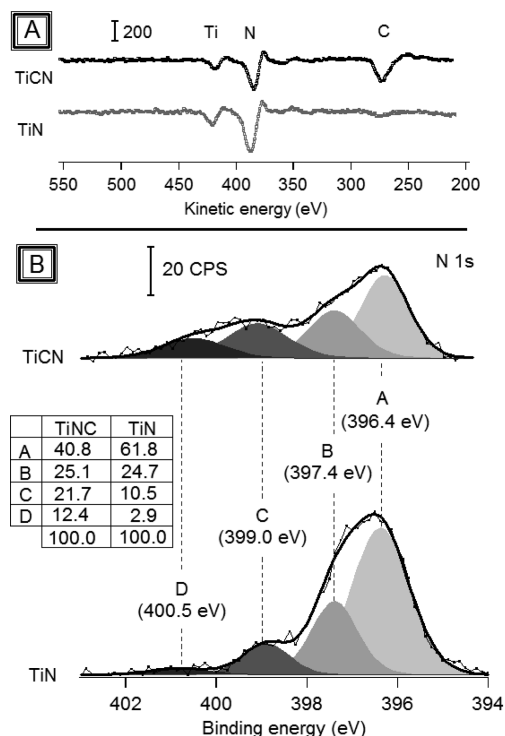 A
200
Ti N C
TiCN
TiN
550 500 450 400 350 300 250 200
Kinetic energy (eV)
B
20 CPS
N 1s
TiCN
A
(396.4 eV)
B
(397.4 eV)
C
(399.0 eV)
D
(400.5 eV)
TiNC TiN
A 40.8 61.8
B 25.1 24.7
C 21.7 10.5
D 12.4 2.9
100.0 100.0
TiN
402 400 398 396 394
Binding energy (eV)